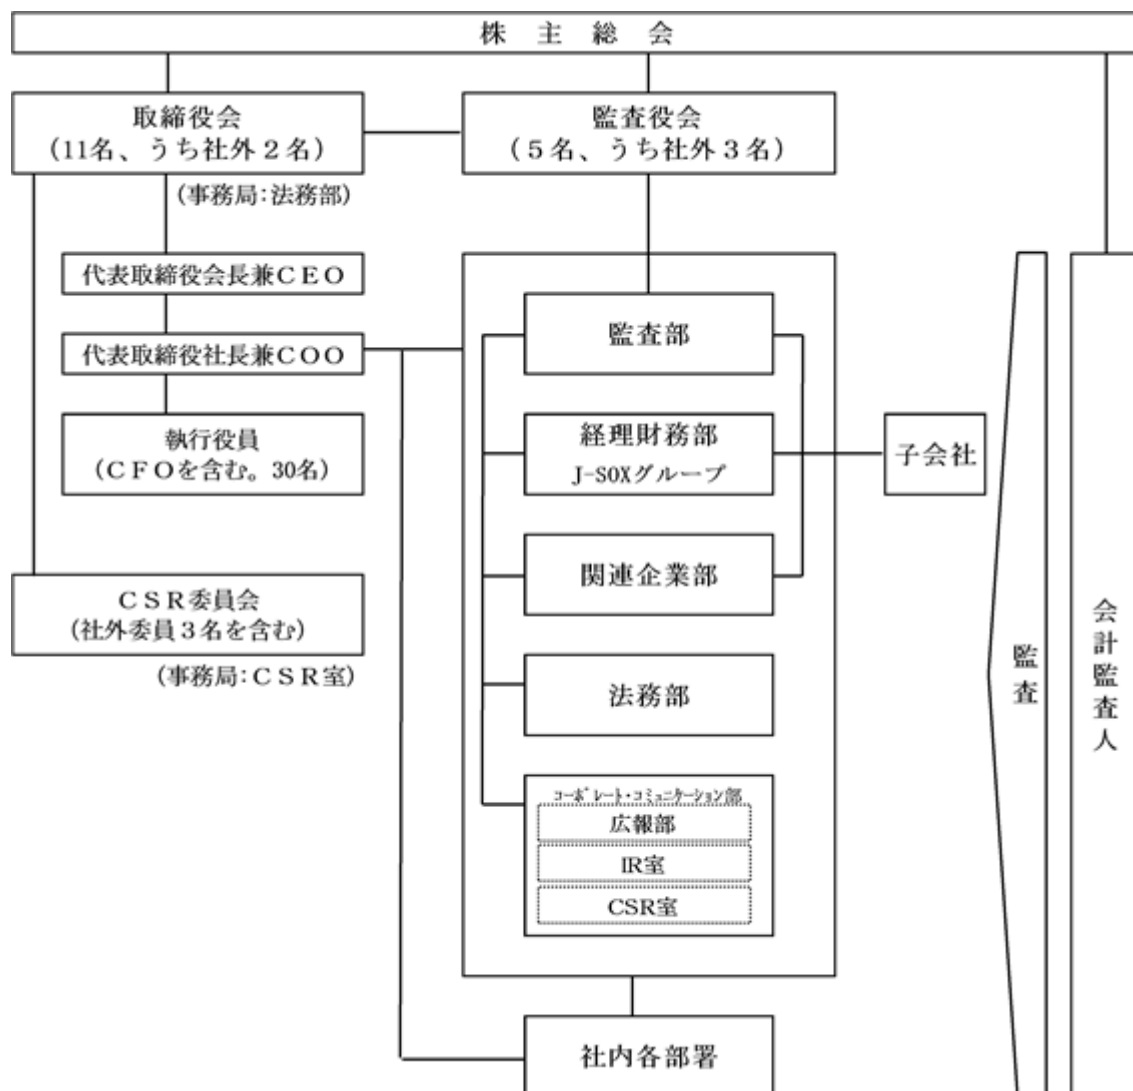 株　主　総　会
取締役会
（11名、うち社外２名）
監査役会
（５名、うち社外３名）
（事務局：法務部）
代表取締役会長兼ＣＥＯ
代表取締役社長兼ＣＯＯ
執行役員
（ＣＦＯを含む。30名）
ＣＳＲ委員会
（社外委員３名を含む）
（事務局：ＣＳＲ室）
監査部
経理財務部
J-SOXグループ
関連企業部
法務部
コーポレート・コミュニケーション部
広報部
IR室
CSR室
社内各部署
子会社
監査
会計監査人